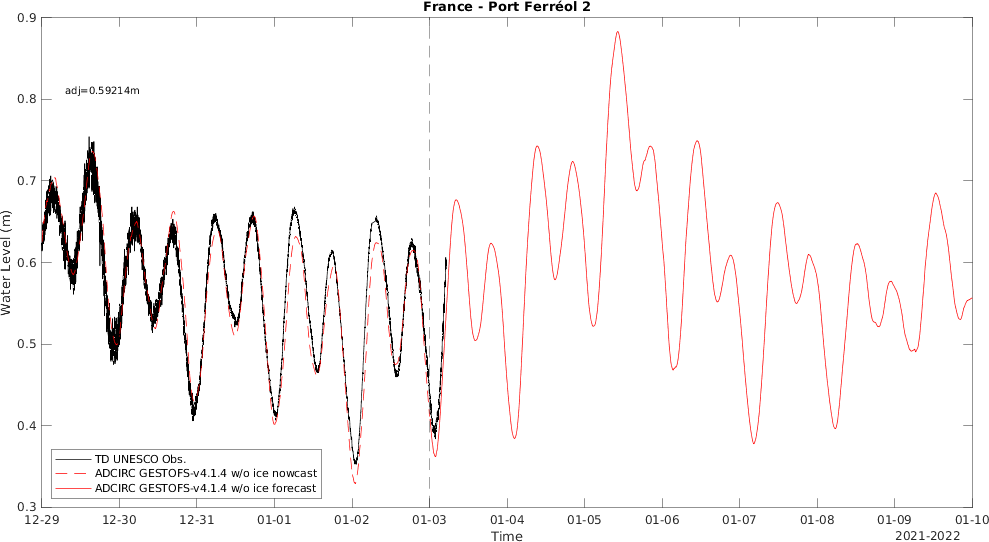 France - Port Ferréol 2
0.9
0.8
0.7
0.6
0.5
0.4
0.3
Water Level (m)
adj=0.59214m
TD UNESCO Obs.
ADCIRC GESTOFS-v4.1.4 w/o ice nowcast
ADCIRC GESTOFS-v4.1.4 w/o ice forecast
12-29 12-30 12-31 01-01 01-02 01-03 01-04 01-05 01-06 01-07 01-08 01-09 01-10
Time
2021-2022